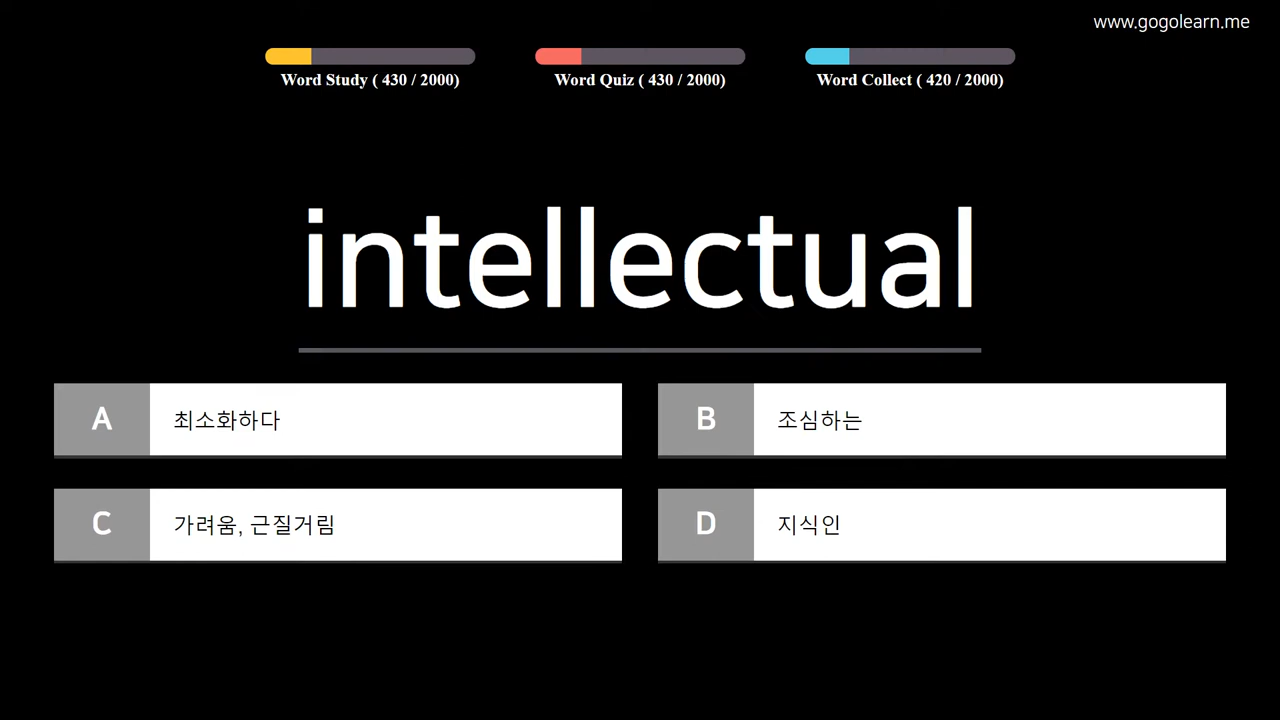 www.gogolearn.me
Word Study ( 430 / 2000)
Word Quiz ( 430 / 2000)
Word Collect ( 420 / 2000)
intellectual
A 최소화하다
B 조심하는
C 가려움, 근질거림
D 지식인